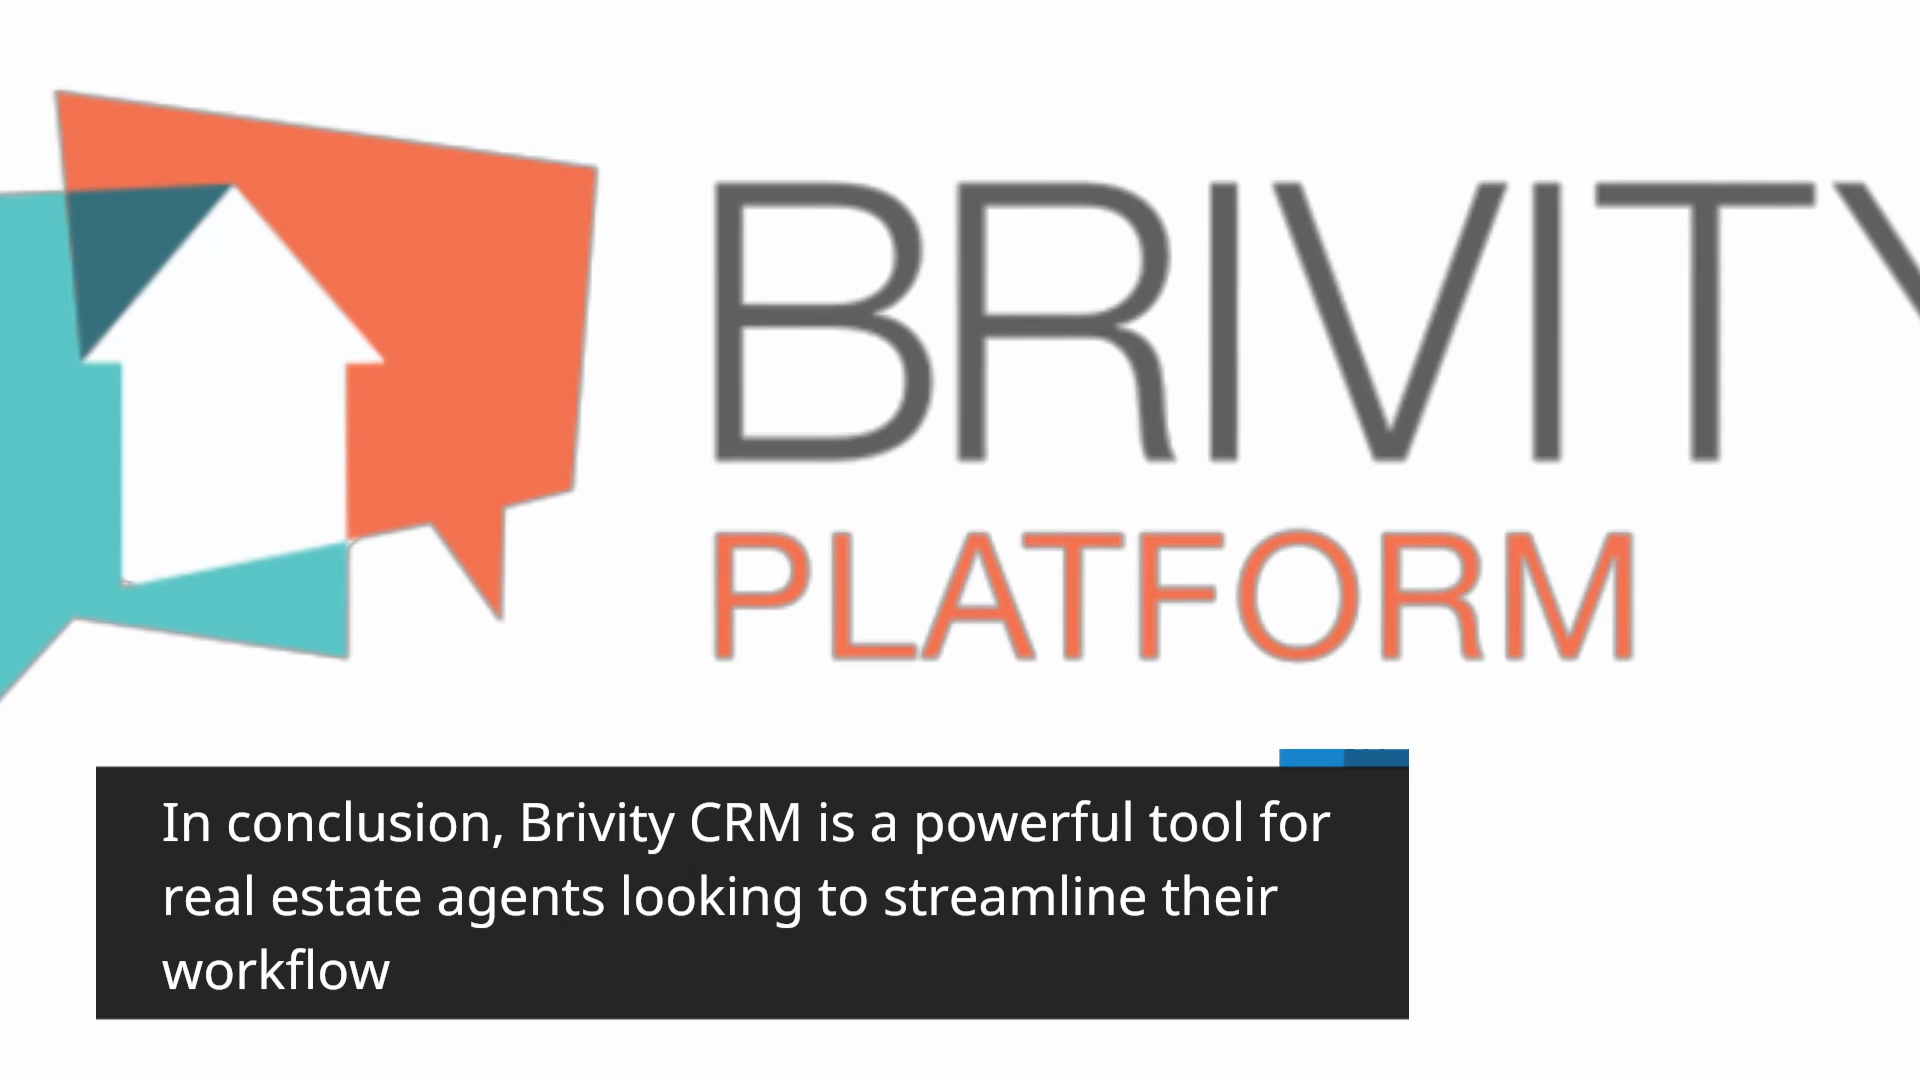 BRIVITY
PLATFORM
In conclusion, Brivity CRM is a powerful tool for
real estate agents looking to streamline their
workflow